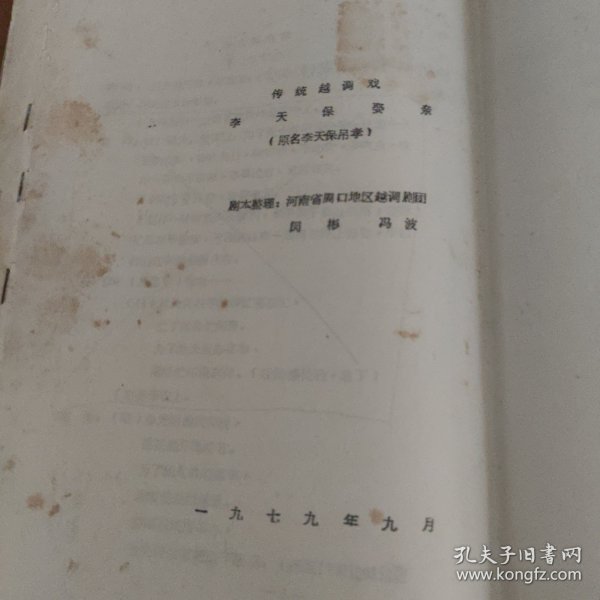 传统越调戏
李天保娶亲
（原名李天保吊孝）
剧本整理：河南省周口地区越调剧团
闵彬 冯波
一九七九年九月
孔夫子旧书网
www.kongfz.com